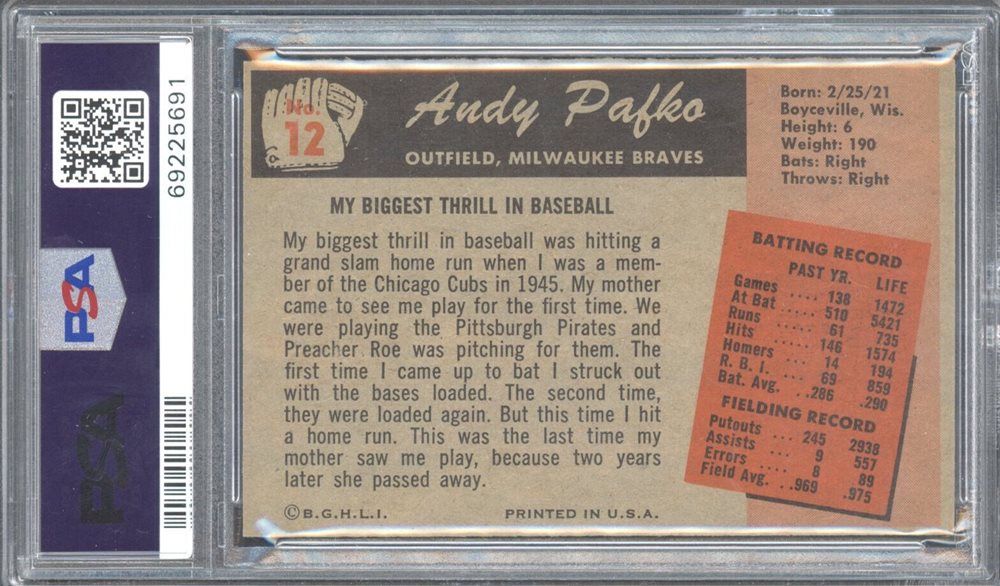 69225691
PSA
PSA
No.
12
Andy Pafko
OUTFIELD, MILWAUKEE BRAVES
MY BIGGEST THRILL IN BASEBALL
My biggest thrill in baseball was hitting a
grand slam home run when I was a mem-
ber of the Chicago Cubs in 1945. My mother
came to see me play for the first time. We
were playing the Pittsburgh Pirates and
Preacher Roe was pitching for them. The
first time I came up to bat I struck out
with the bases loaded. The second time,
they were loaded again. But this time I hit
a home run. This was the last time my
mother saw me play, because two years
later she passed away.
©B.G.H.L.I. PRINTED IN U.S.A.
Born: 2/25/21
Boyceville, Wis.
Height: 6
Weight: 190
Bats: Right
Throws: Right
BATTING RECORD
PAST YR. LIFE
Games .... 138 1472
At Bat .... 510 5421
Runs .... 61 735
Hits .... 146 1574
Homers ... 14 194
R. B. I. .... 69 859
Bat. Avg. ...286 .290
FIELDING RECORD
Putouts .... 245 2938
Assists .... 9 557
Errors .... 8 89
Field Avg. ...969 .975